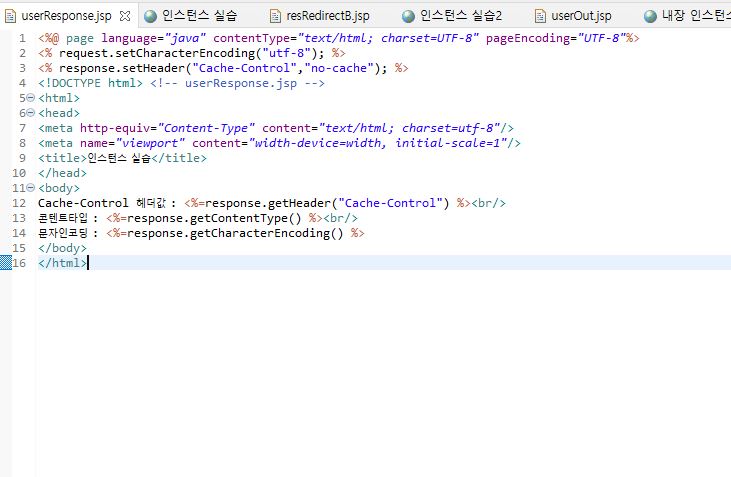 userResponse.jsp 인스턴스 실습 resRedirectB.jsp 인스턴스 실습2 userOut.jsp 내장 인스턴스
1 <%@ page language="java" contentType="text/html; charset=UTF-8" pageEncoding="UTF-8"%>
2 <% request.setCharacterEncoding("utf-8"); %>
3 <% response.setHeader("Cache-Control","no-cache"); %>
4 <!DOCTYPE html> <!-- userResponse.jsp -->
5 <html>
6 <head>
7 <meta http-equiv="Content-Type" content="text/html; charset=utf-8"/>
8 <meta name="viewport" content="width-device=width, initial-scale=1"/>
9 <title>인스턴스 실습</title>
10 </head>
11 <body>
12 Cache-Control 헤더값 : <%=response.getHeader("Cache-Control") %><br/>
13 콘텐트타입 : <%=response.getContentType() %><br/>
14 문자인코딩 : <%=response.getCharacterEncoding() %>
15 </body>
16 </html>